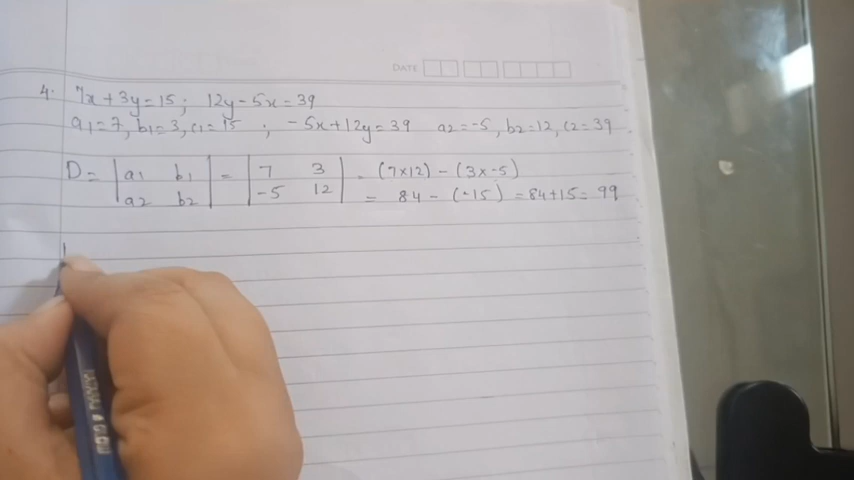 DATE
4. 7x + 3y = 15 ; 12y - 5x = 39
a1 = 7, b1 = 3, c1 = 15 ; -5x + 12y = 39 a2 = -5, b2 = 12, c2 = 39
D = | a1 b1 | = | 7 3 | = (7×12) - (3×-5)
| a2 b2 | | -5 12 | = 84 - (-15) = 84+15 = 99